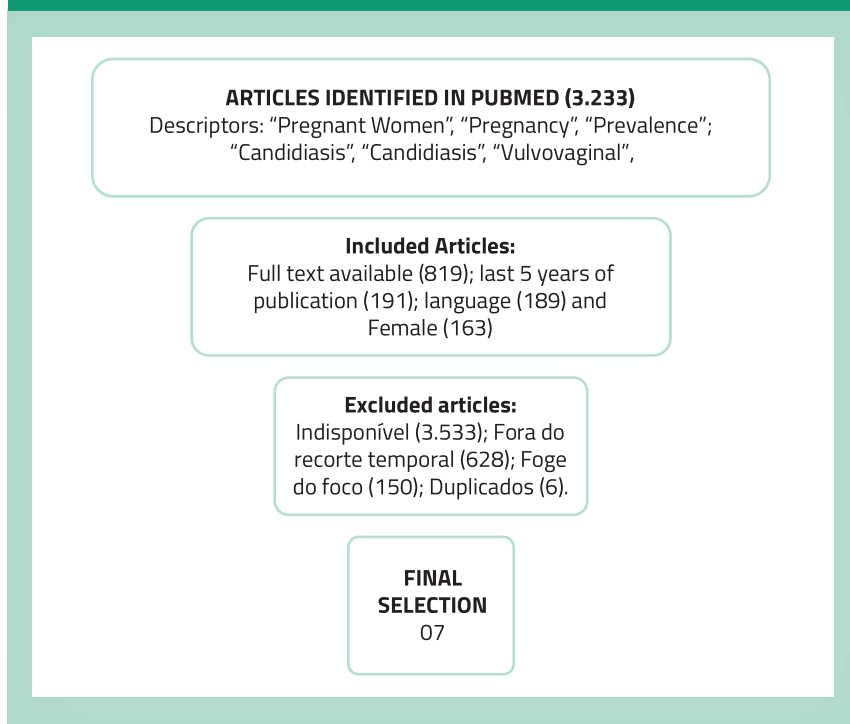 ARTICLES IDENTIFIED IN PUBMED (3.233)
Descriptors: “Pregnant Women”, “Pregnancy”, “Prevalence”;
“Candidiasis”, “Candidiasis”, “Vulvovaginal”,
Included Articles:
Full text available (819); last 5 years of
publication (191); language (189) and
Female (163)
Excluded articles:
Indisponível (3.533); Fora do
recorte temporal (628); Foge
do foco (150); Duplicados (6).
FINAL
SELECTION
07